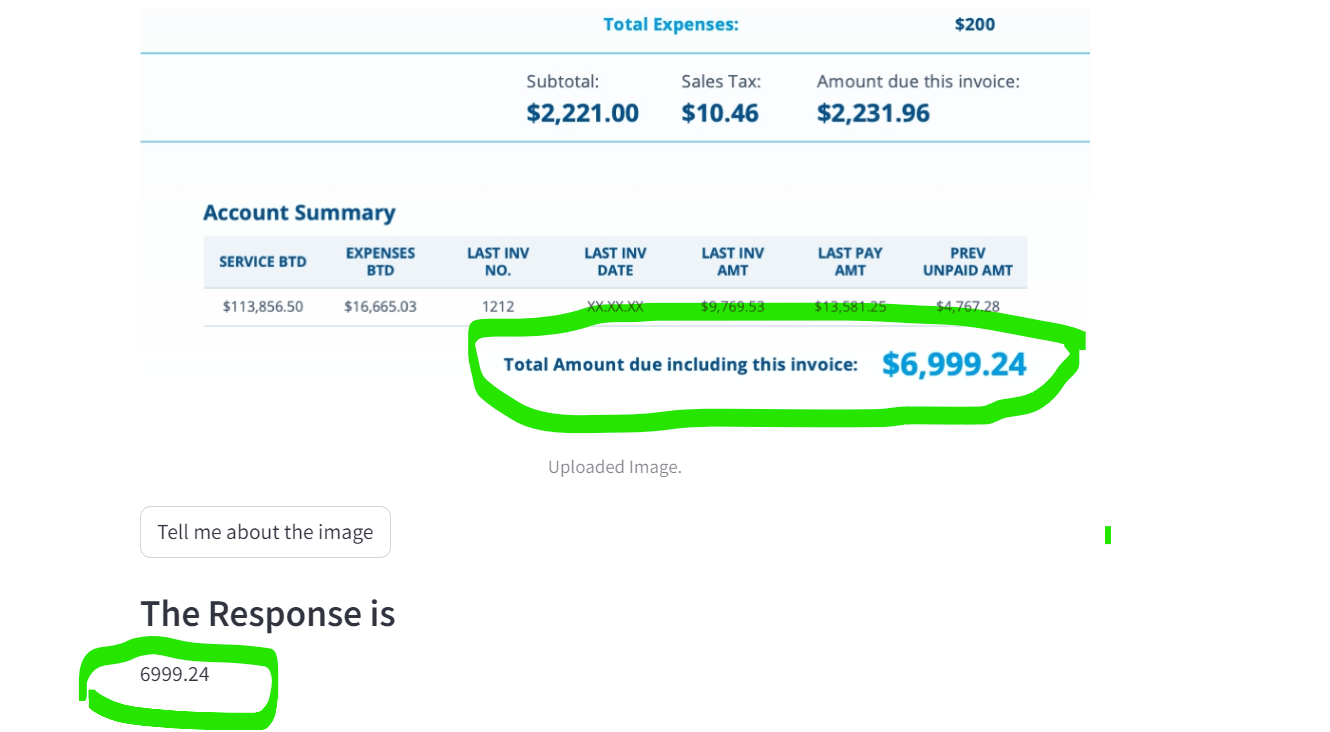 Total Expenses: $200
Subtotal: Sales Tax: Amount due this invoice:
$2,221.00 $10.46 $2,231.96
Account Summary
SERVICE BTD EXPENSES BTD LAST INV NO. LAST INV DATE LAST INV AMT LAST PAY AMT PREV UNPAID AMT
$113,856.50 $16,665.03 1212 XX.XX.XX $9,769.53 $13,581.25 $4,767.28
Total Amount due including this invoice: $6,999.24
Uploaded Image.
Tell me about the image
The Response is
6999.24